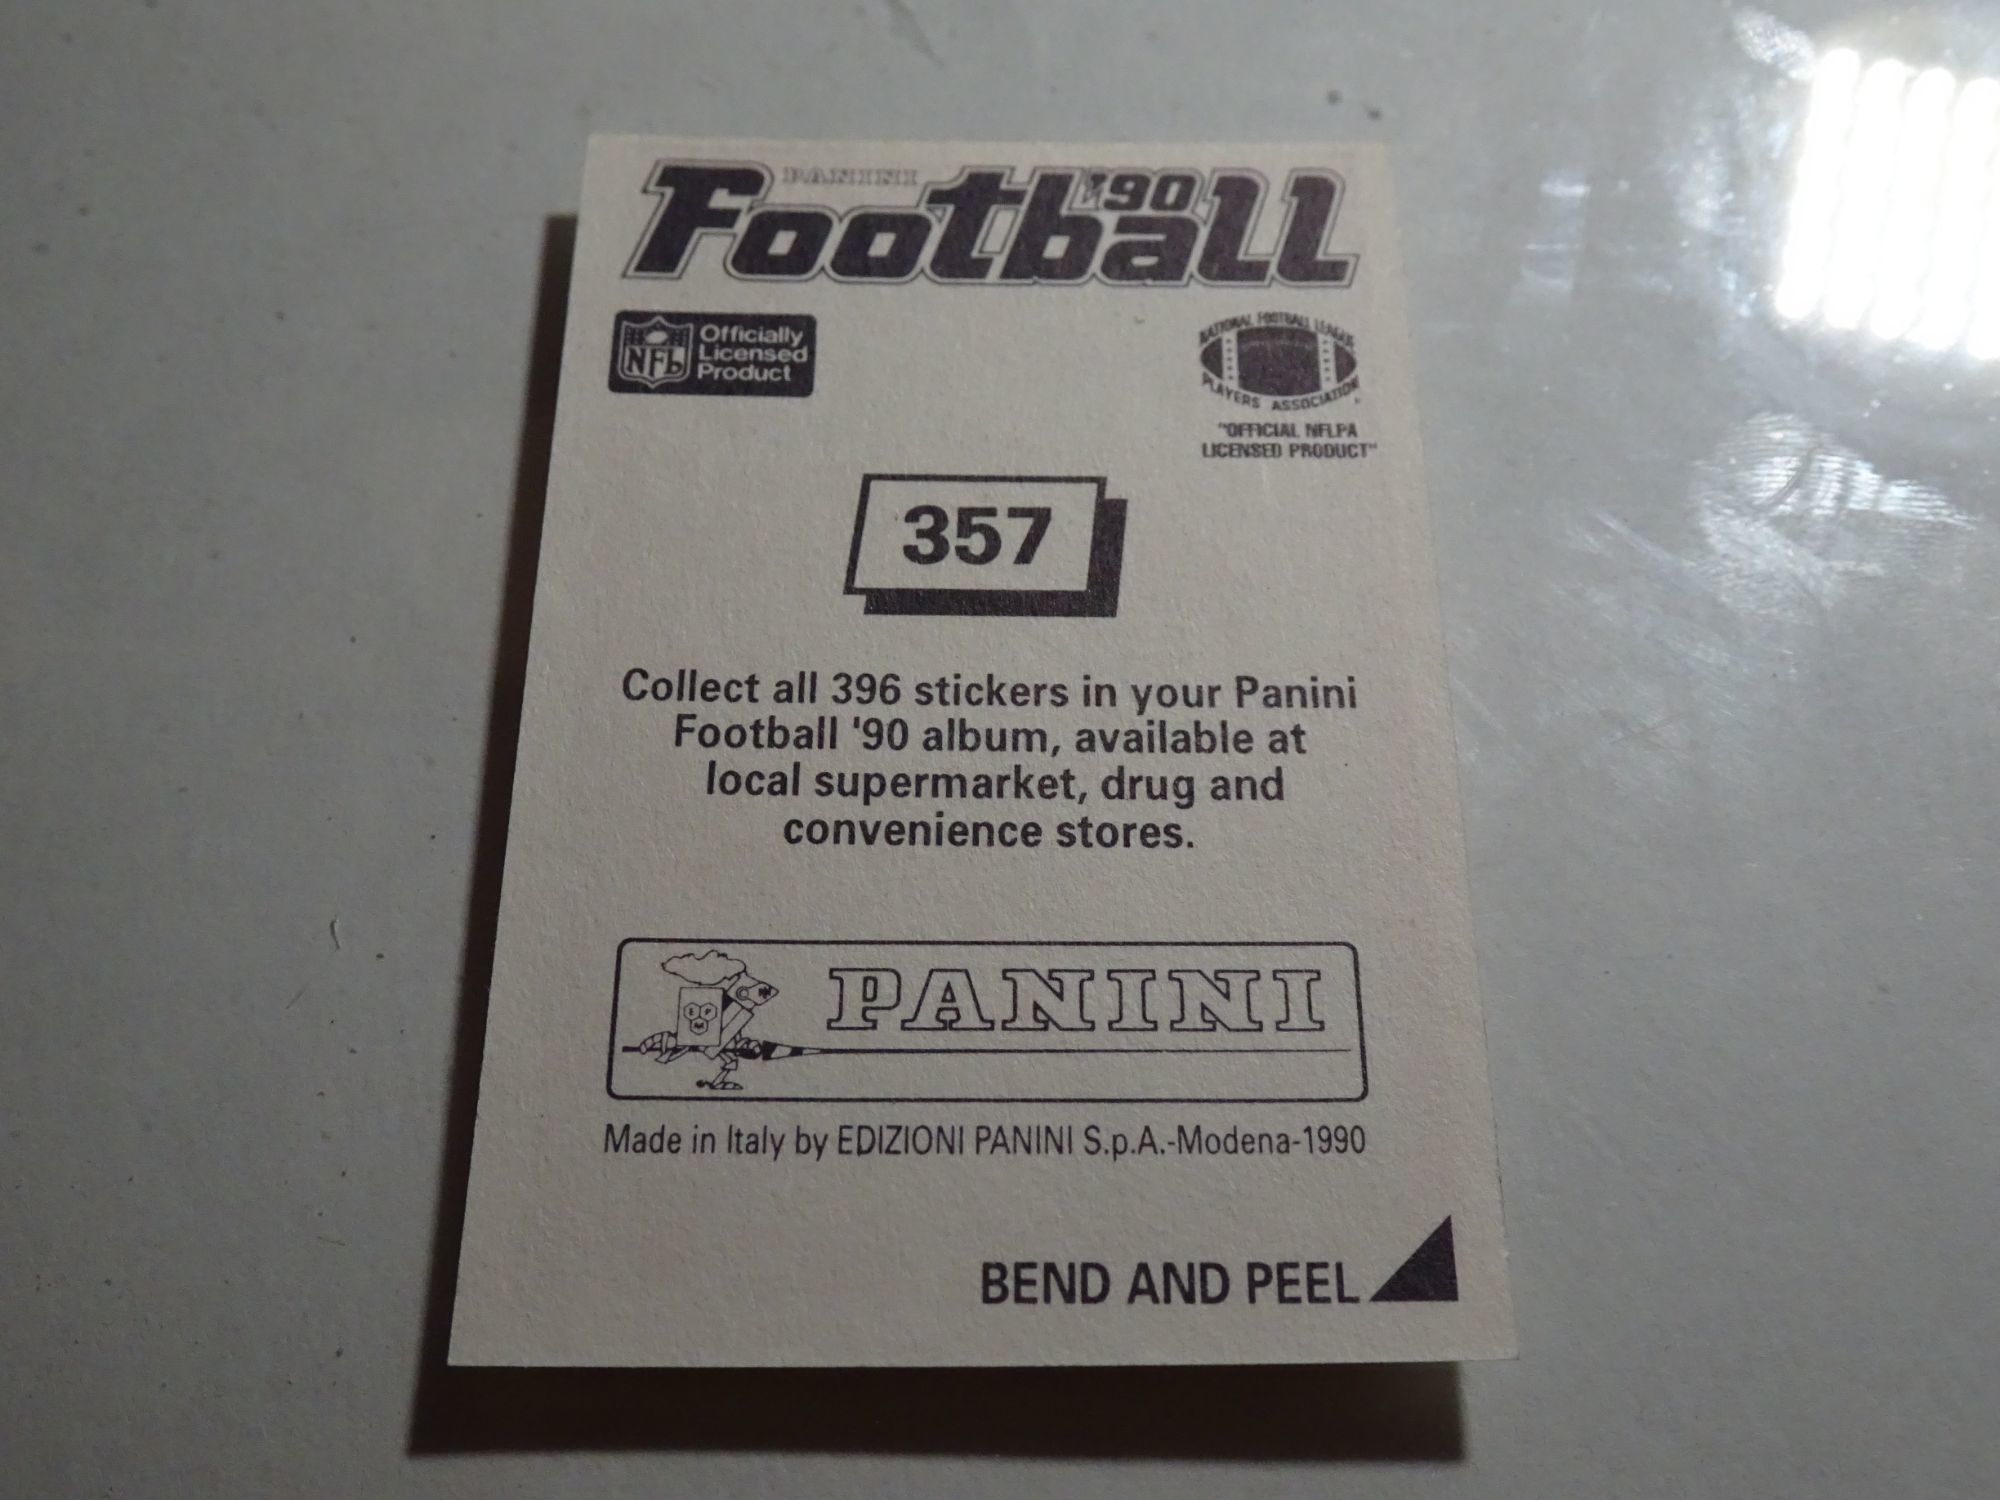 PANINI
Football '90
NFL
Officially
Licensed
Product
NATIONAL FOOTBALL LEAGUE
PLAYERS ASSOCIATION
"OFFICIAL NFLPA
LICENSED PRODUCT"
357
Collect all 396 stickers in your Panini
Football '90 album, available at
local supermarket, drug and
convenience stores.
EPM
PANINI
Made in Italy by EDIZIONI PANINI S.p.A.-Modena-1990
BEND AND PEEL